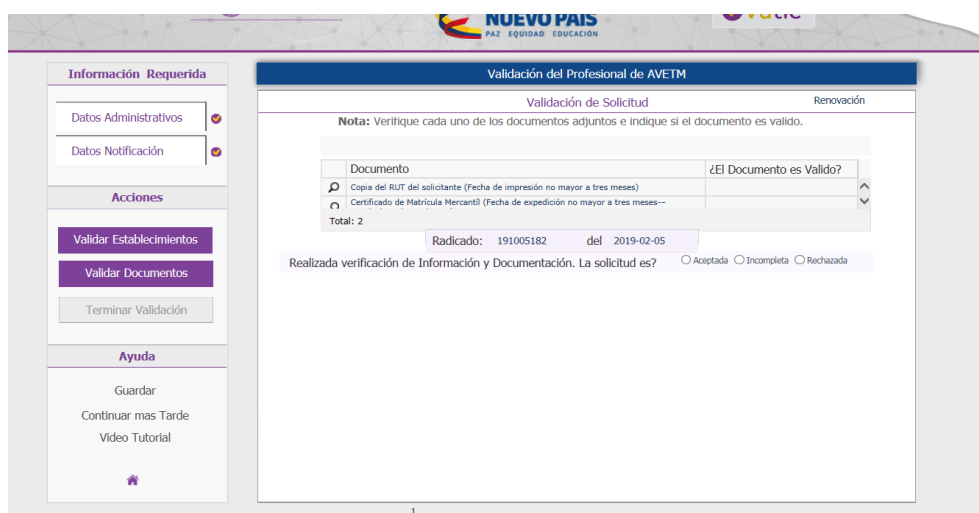 NUEVO PAÍS
PAZ EQUIDAD EDUCACIÓN
Información Requerida
Datos Administrativos
Datos Notificación
Acciones
Validar Establecimientos
Validar Documentos
Terminar Validación
Ayuda
Guardar
Continuar mas Tarde
Video Tutorial
Validación del Profesional de AVETM
Validación de Solicitud
Renovación
Nota: Verifique cada uno de los documentos adjuntos e indique si el documento es valido.
Documento ¿El Documento es Valido?
Copia del RUT del solicitante (Fecha de impresión no mayor a tres meses)
Certificado de Matrícula Mercantil (Fecha de expedición no mayor a tres meses--
Total: 2
Radicado: 191005182 del 2019-02-05
Realizada verificación de Información y Documentación. La solicitud es? Aceptada Incompleta Rechazada
1